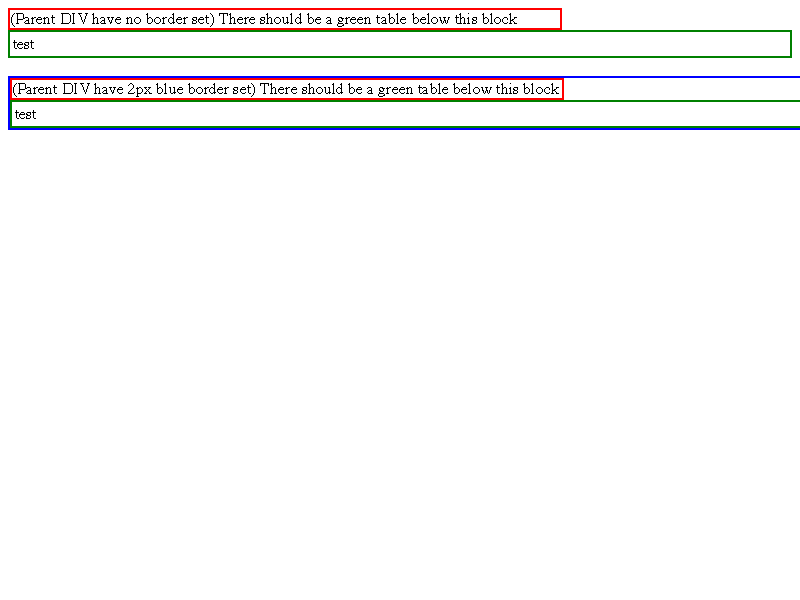 (Parent DIV have no border set) There should be a green table below this block
test
(Parent DIV have 2px blue border set) There should be a green table below this block
test